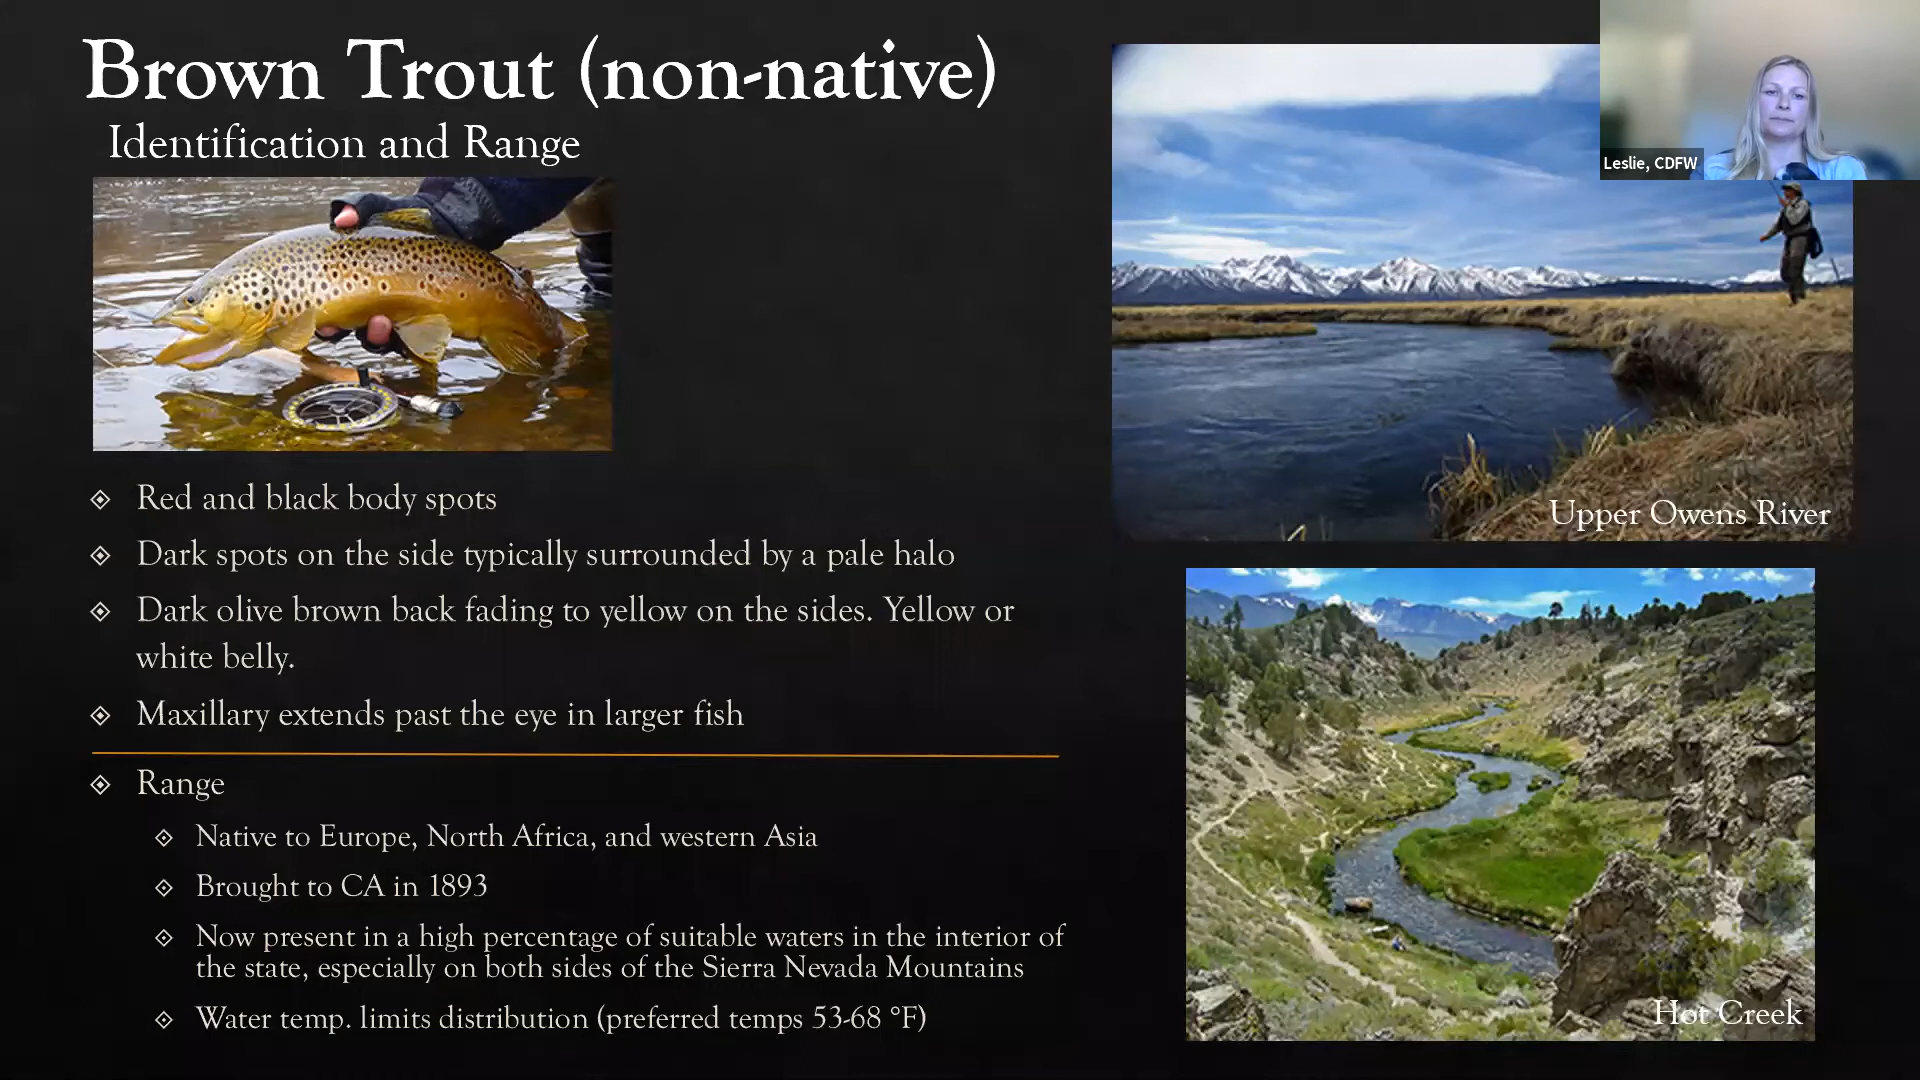 Brown Trout (non-native)
Identification and Range
Leslie, CDFW
Red and black body spots
Dark spots on the side typically surrounded by a pale halo
Dark olive brown back fading to yellow on the sides. Yellow or
white belly.
Maxillary extends past the eye in larger fish
Range
Native to Europe, North Africa, and western Asia
Brought to CA in 1893
Now present in a high percentage of suitable waters in the interior of
the state, especially on both sides of the Sierra Nevada Mountains
Water temp. limits distribution (preferred temps 53-68 °F)
Upper Owens River
Hot Creek